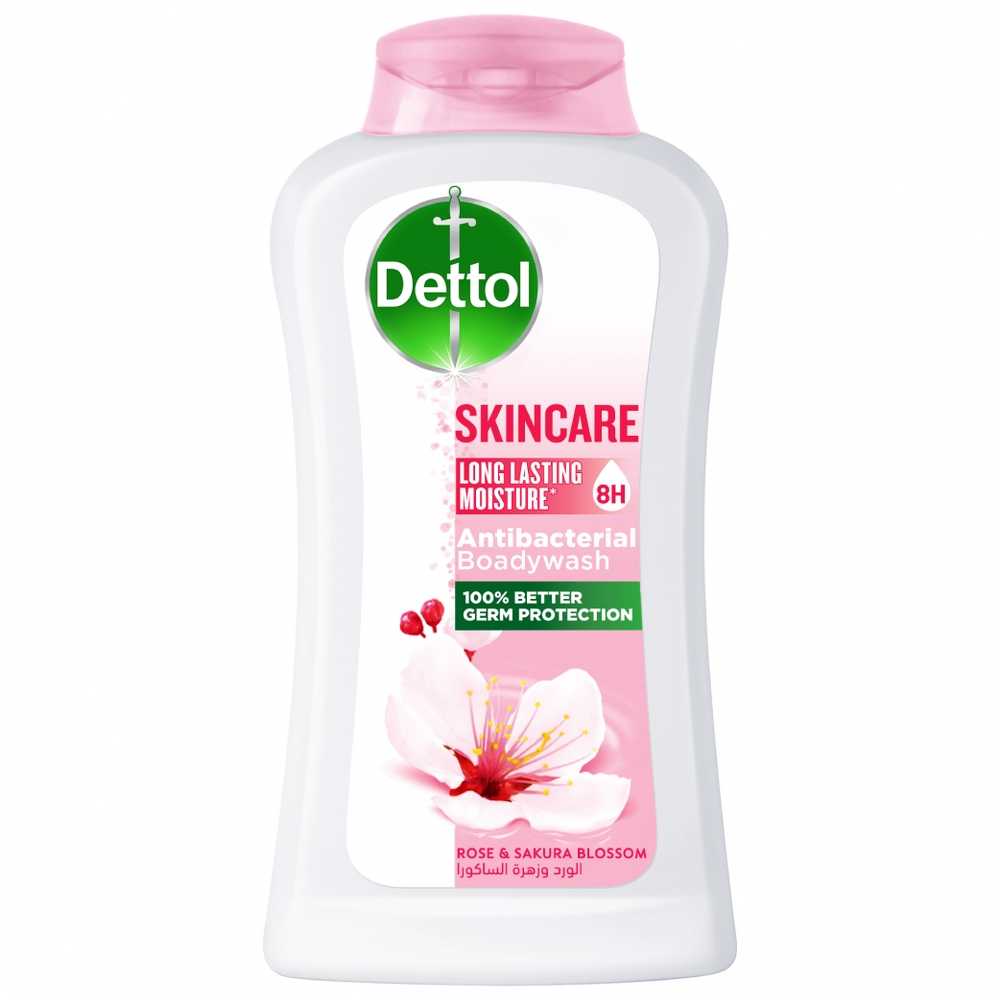 Dettol
SKINCARE
LONG LASTING
MOISTURE*
8H
Antibacterial
Boadywash
100% BETTER
GERM PROTECTION
ROSE & SAKURA BLOSSOM
الورد وزهرة الساكورا